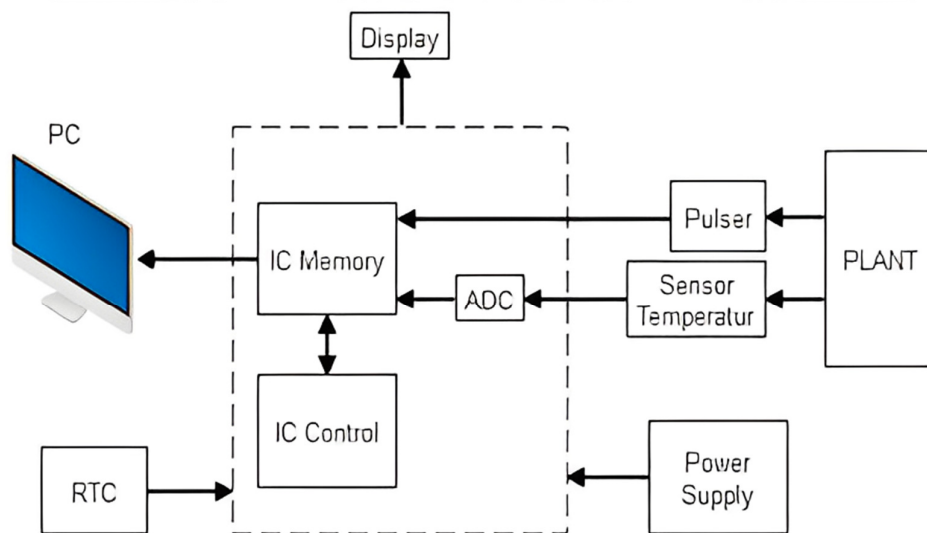 Display
PC
Pulser
PLANT
IC Memory
ADC
Sensor
Temperatur
IC Control
RTC
Power
Supply